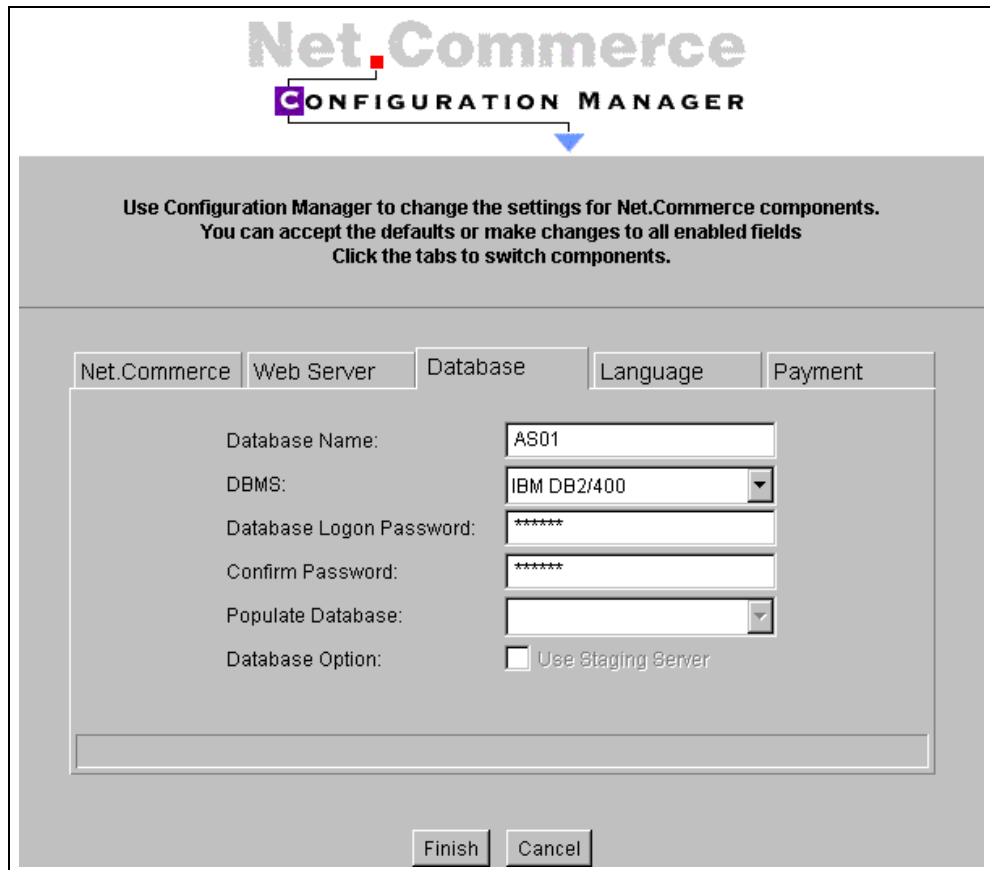 Net.Commerce
CONFIGURATION MANAGER
Use Configuration Manager to change the settings for Net.Commerce components.
You can accept the defaults or make changes to all enabled fields
Click the tabs to switch components.
Net.Commerce Web Server Database Language Payment
Database Name: AS01
DBMS: IBM DB2/400
Database Logon Password: ******
Confirm Password: ******
Populate Database:
Database Option: Use Staging Server
Finish Cancel